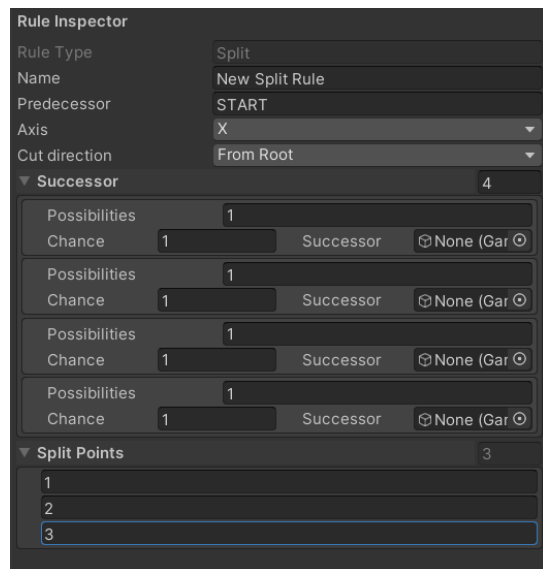 Rule Inspector
Rule Type Split
Name New Split Rule
Predecessor START
Axis X
Cut direction From Root
Successor 4
Possibilities 1
Chance 1 Successor None (Gar
Possibilities 1
Chance 1 Successor None (Gar
Possibilities 1
Chance 1 Successor None (Gar
Possibilities 1
Chance 1 Successor None (Gar
Split Points 3
1
2
3